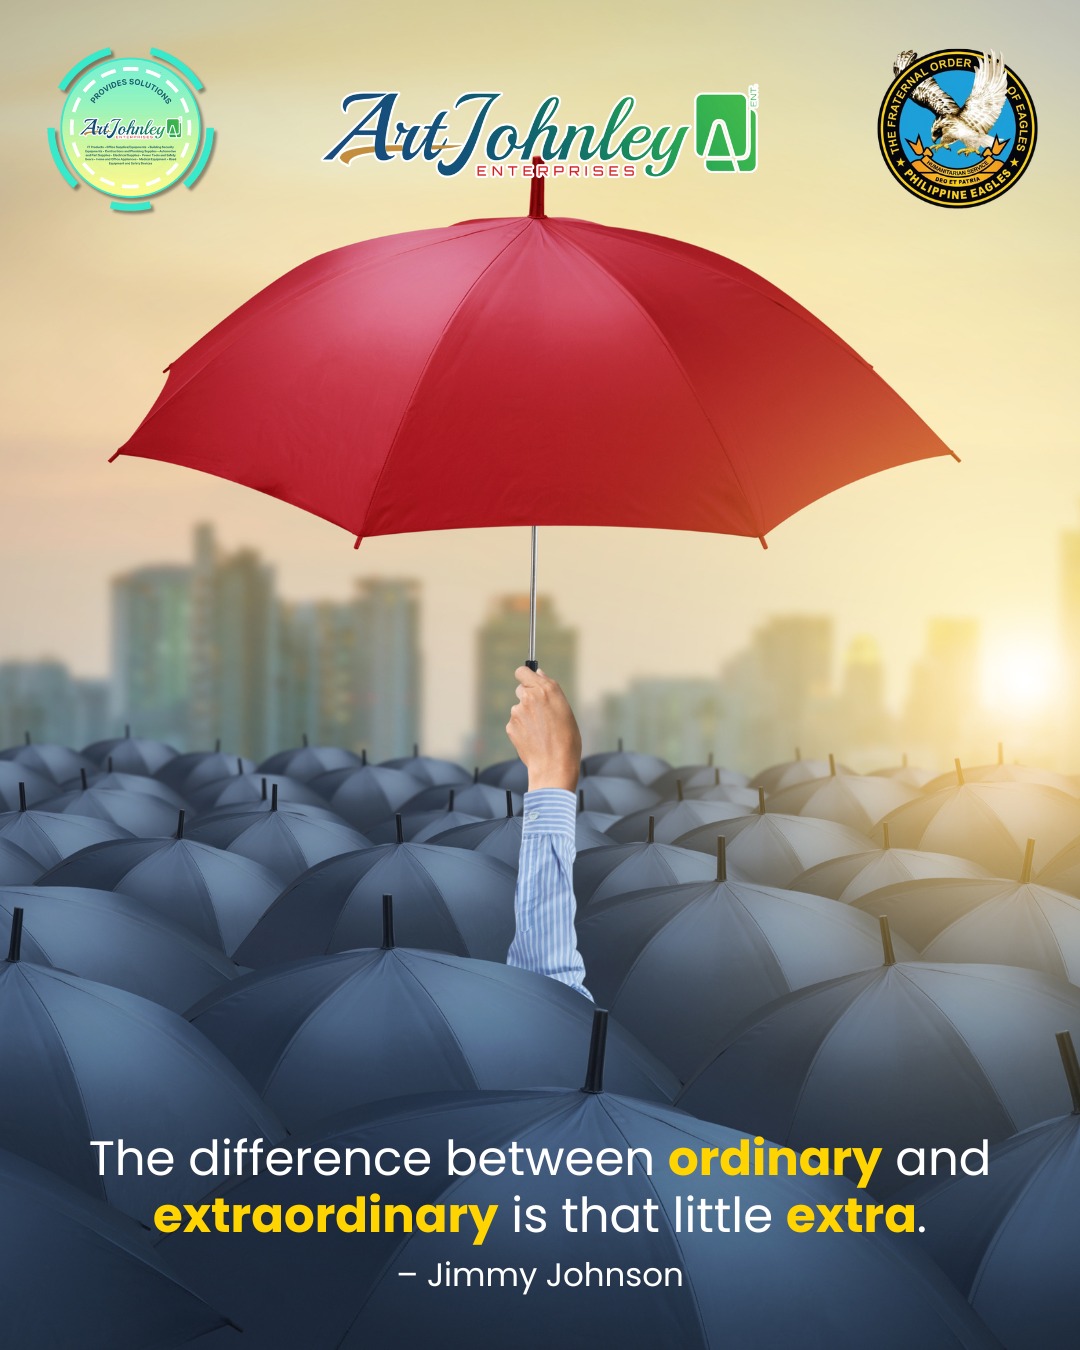 PROVIDES SOLUTIONS
ArtJohnley
ENTERPRISES
ArtJohnley
ENT.
ENTERPRISES
THE FRATERNAL ORDER OF EAGLES
HUMANITARIAN SERVICE
DEO ET PATRIA
★ PHILIPPINE EAGLES ★
The difference between ordinary and
extraordinary is that little extra.
– Jimmy Johnson